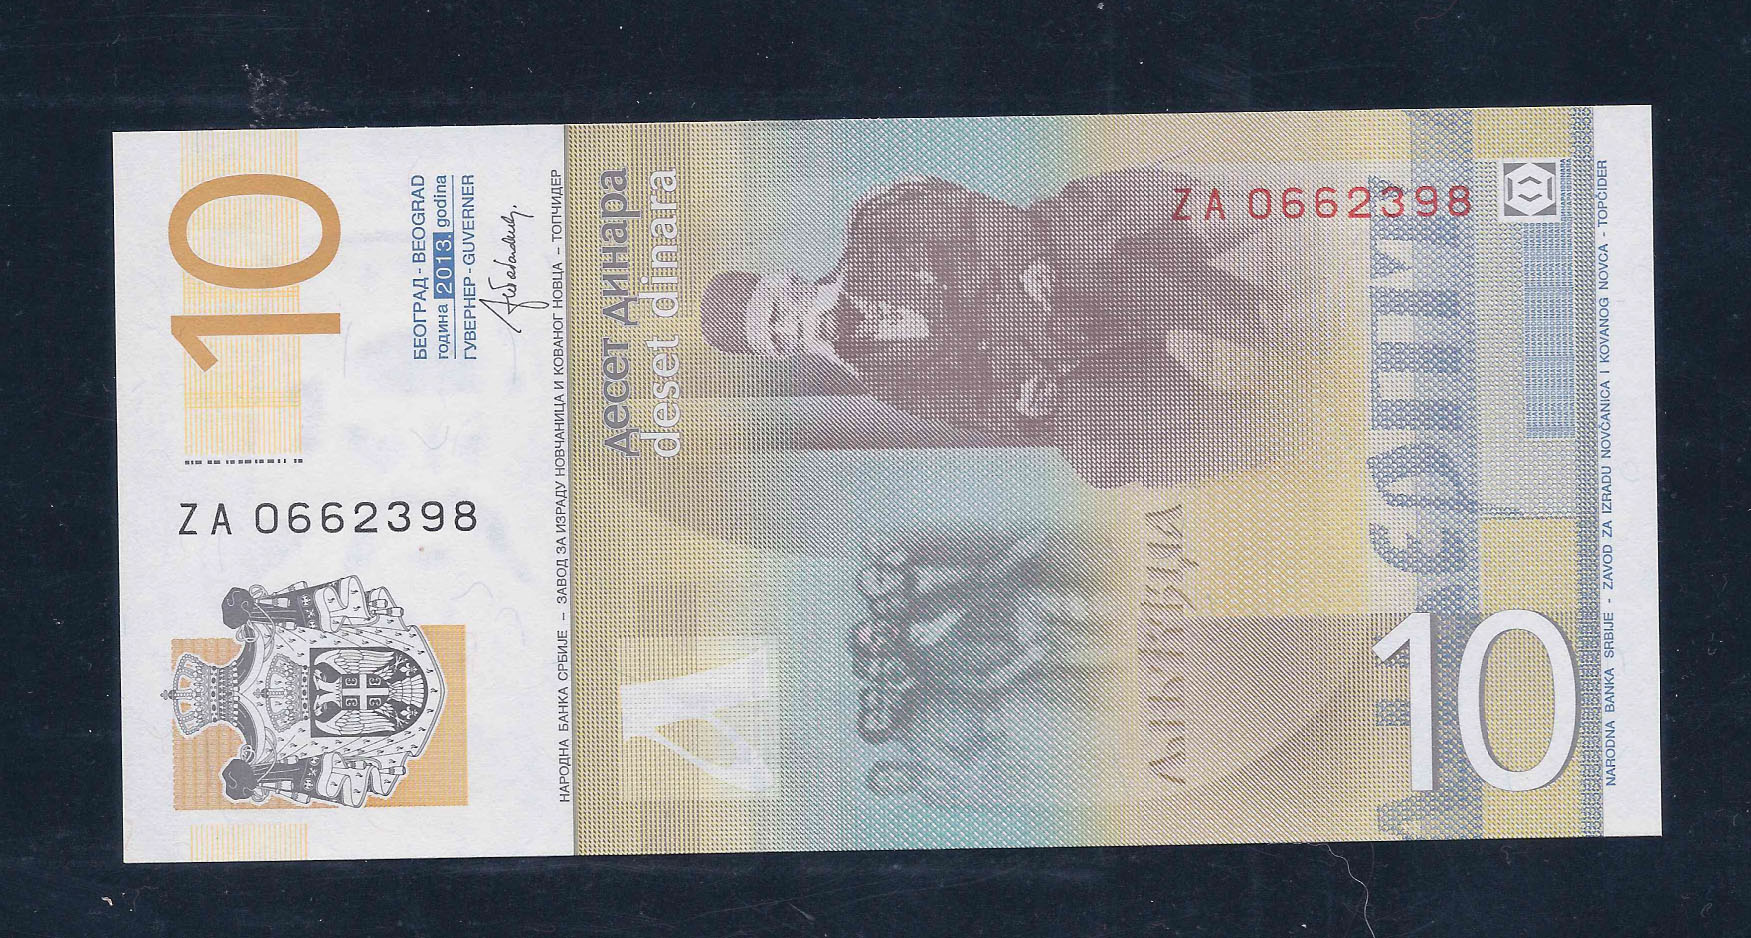 10
БЕОГРАД - BEOGRAD
година 2013. godina
ГУВЕРНЕР - GUVERNER
ZA 0662398
НАРОДНА БАНКА СРБИЈЕ – ЗАВОД ЗА ИЗРАДУ НОВЧАНИЦА И КОВАНОГ НОВЦА – ТОПЧИДЕР
десет динара
deset dinara
ZA 0662398
10
NARODNA BANKA SRBIJE - ZAVOD ZA IZRADU NOVČANICA I KOVANOG NOVCA - TOPČIDER